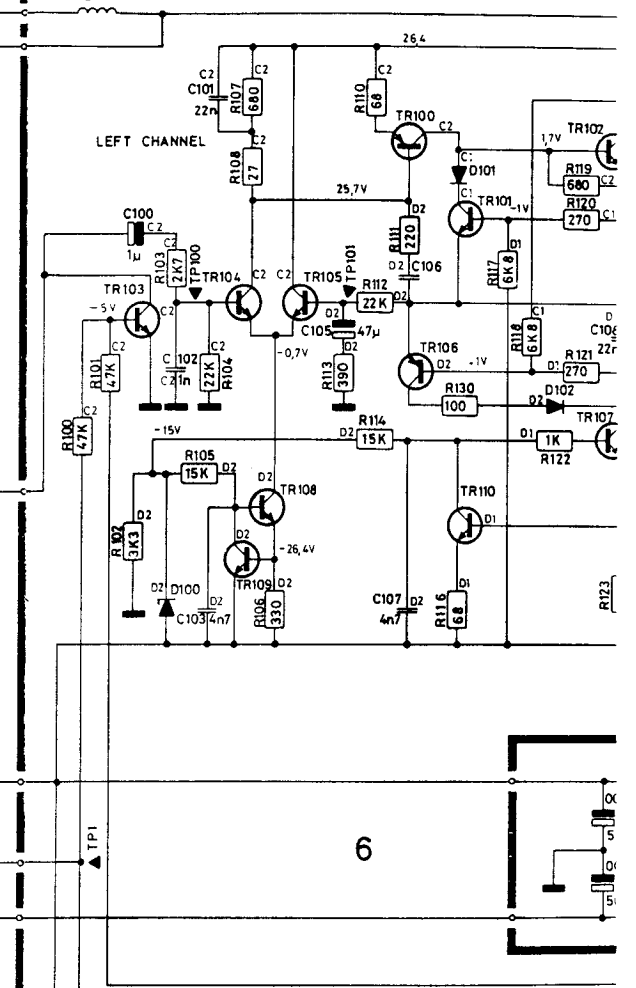 26,4
C2
C101
22n
C2
R107
680
C2
R110
68
TR100
C2
LEFT CHANNEL
C2
R108
27
1,7V
TR102
C1
D101
R119
680
C2
25,7V
C1
TR101
-1V
R120
270
C1
D2
R111
220
C100
C2
1µ
C2
R103
2K7
TP100
TR104
C2
C2
TR105
TP101
R112
22K
D2
D2
C106
D1
R117
6K8
TR103
-5V
C2
D2
C105
47µ
C1
R118
6K8
D
C108
22n
-0,7V
TR106
D2
-1V
D1
R121
270
C2
R101
47K
C102
C2
1n
22K
R104
D2
R113
390
R130
100
D2
D102
C2
R100
47K
-15V
R114
D2
15K
D1
1K
R122
TR107
R105
15K
D2
D2
TR108
TR110
D1
D2
R102
3K3
D2
-26,4V
TR109
D2
D100
C103
4n7
D2
R106
330
C107
D2
4n7
D1
R116
68
R123
TP1
6
5
5